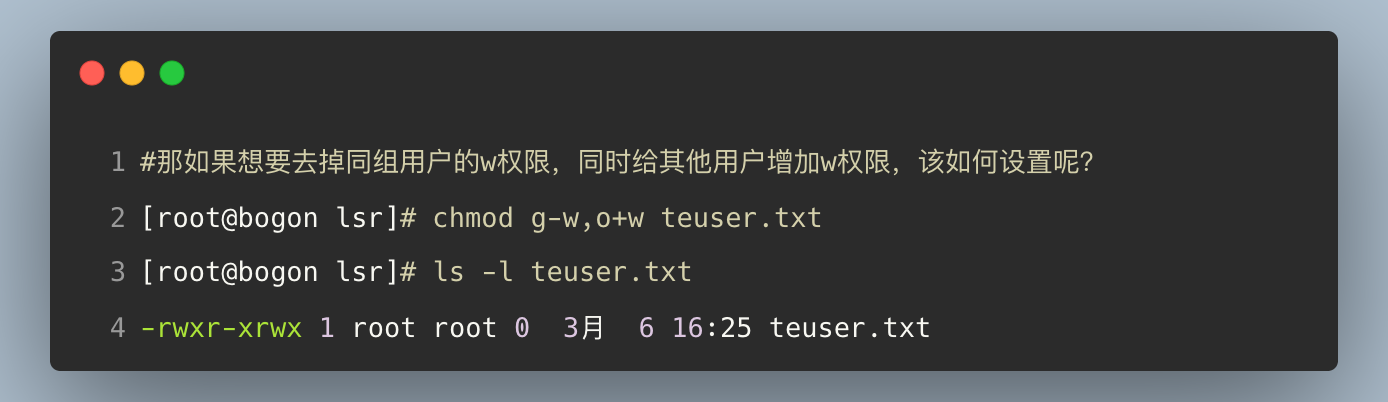 1 #那如果想要去掉同组用户的w权限，同时给其他用户增加w权限，该如何设置呢？
2 [root@bogon lsr]# chmod g-w,o+w teuser.txt
3 [root@bogon lsr]# ls -l teuser.txt
4 -rwxr-xrwx 1 root root 0  3月  6 16:25 teuser.txt